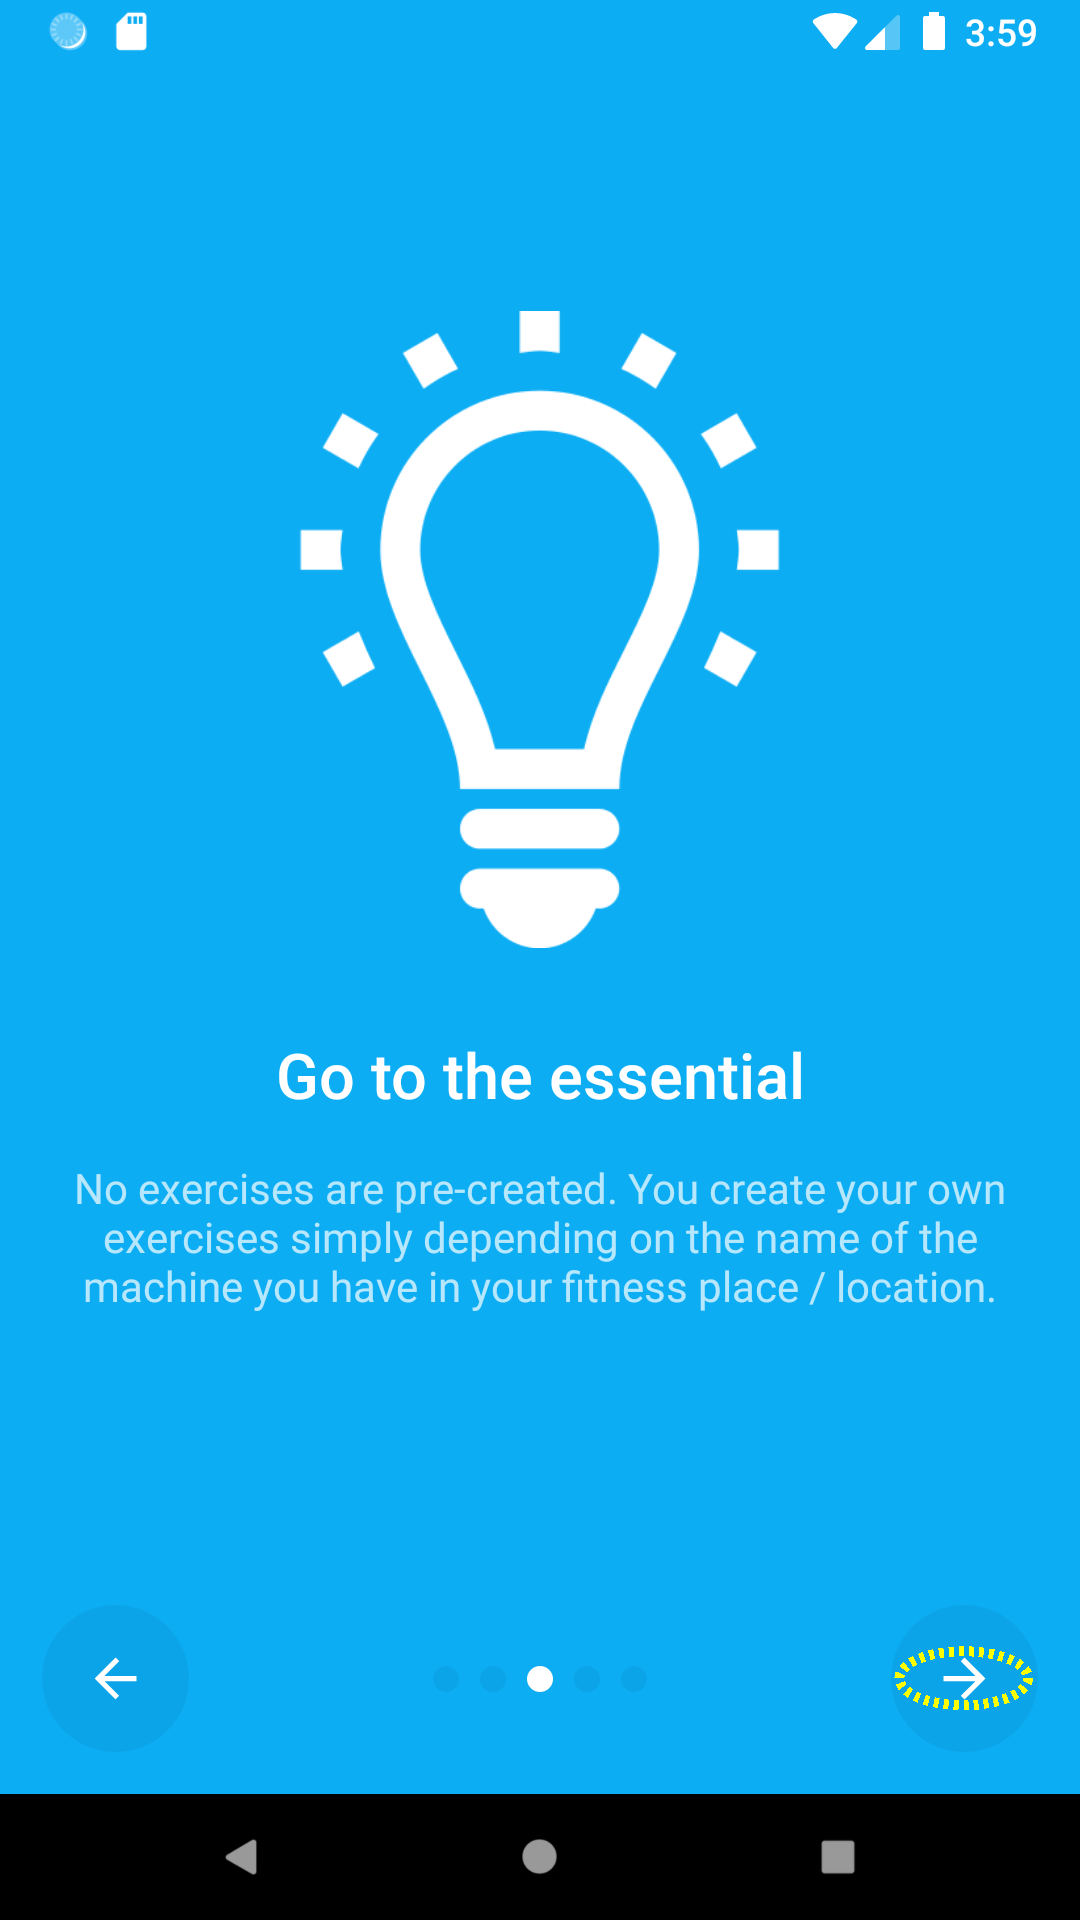 3:59
Go to the essential
No exercises are pre-created. You create your own
exercises simply depending on the name of the
machine you have in your fitness place / location.